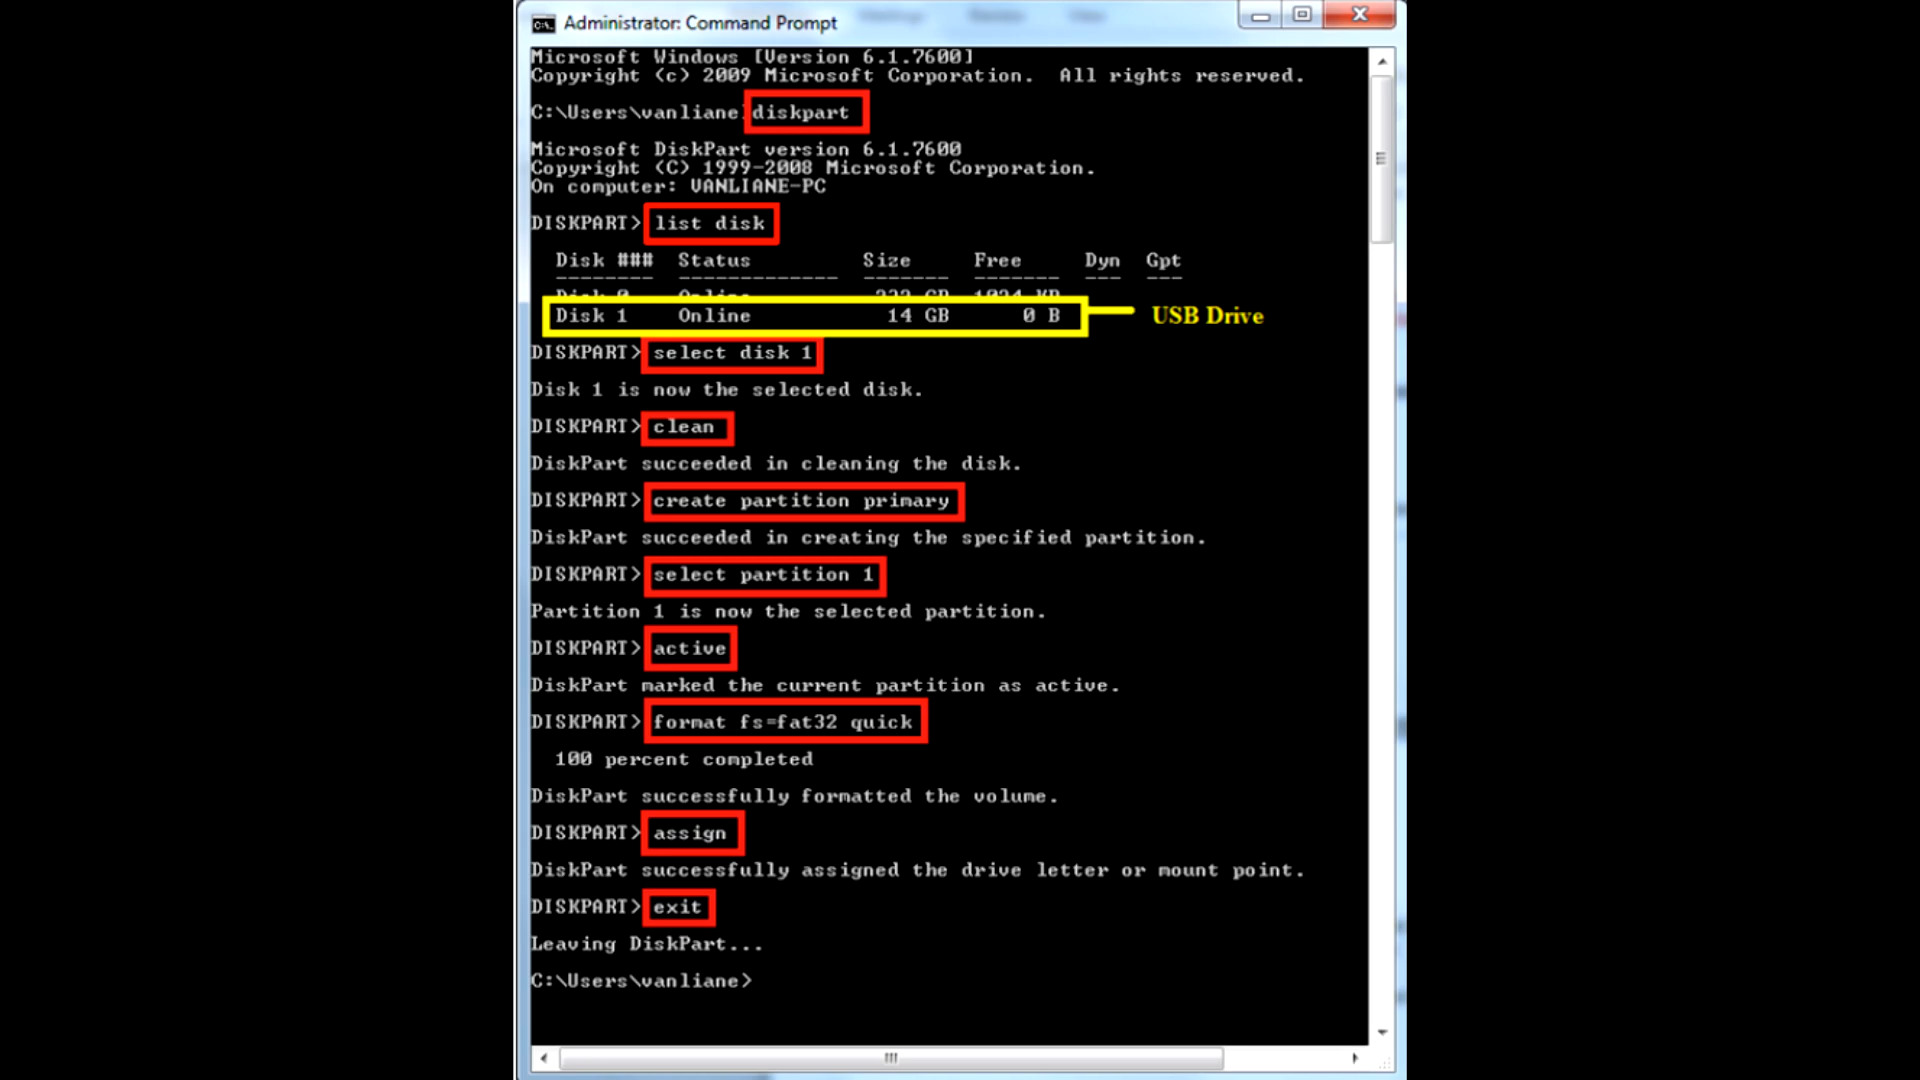 Administrator: Command Prompt
Microsoft Windows [Version 6.1.7600]
Copyright (c) 2009 Microsoft Corporation.  All rights reserved.
C:\Users\vanliane diskpart
Microsoft DiskPart version 6.1.7600
Copyright (C) 1999-2008 Microsoft Corporation.
On computer: VANLIANE-PC
DISKPART> list disk
Disk ###  Status  Size  Free  Dyn  Gpt
Disk 0  Online
Disk 1  Online  14 GB  0 B  USB Drive
DISKPART> select disk 1
Disk 1 is now the selected disk.
DISKPART> clean
DiskPart succeeded in cleaning the disk.
DISKPART> create partition primary
DiskPart succeeded in creating the specified partition.
DISKPART> select partition 1
Partition 1 is now the selected partition.
DISKPART> active
DiskPart marked the current partition as active.
DISKPART> format fs=fat32 quick
100 percent completed
DiskPart successfully formatted the volume.
DISKPART> assign
DiskPart successfully assigned the drive letter or mount point.
DISKPART> exit
Leaving DiskPart...
C:\Users\vanliane>